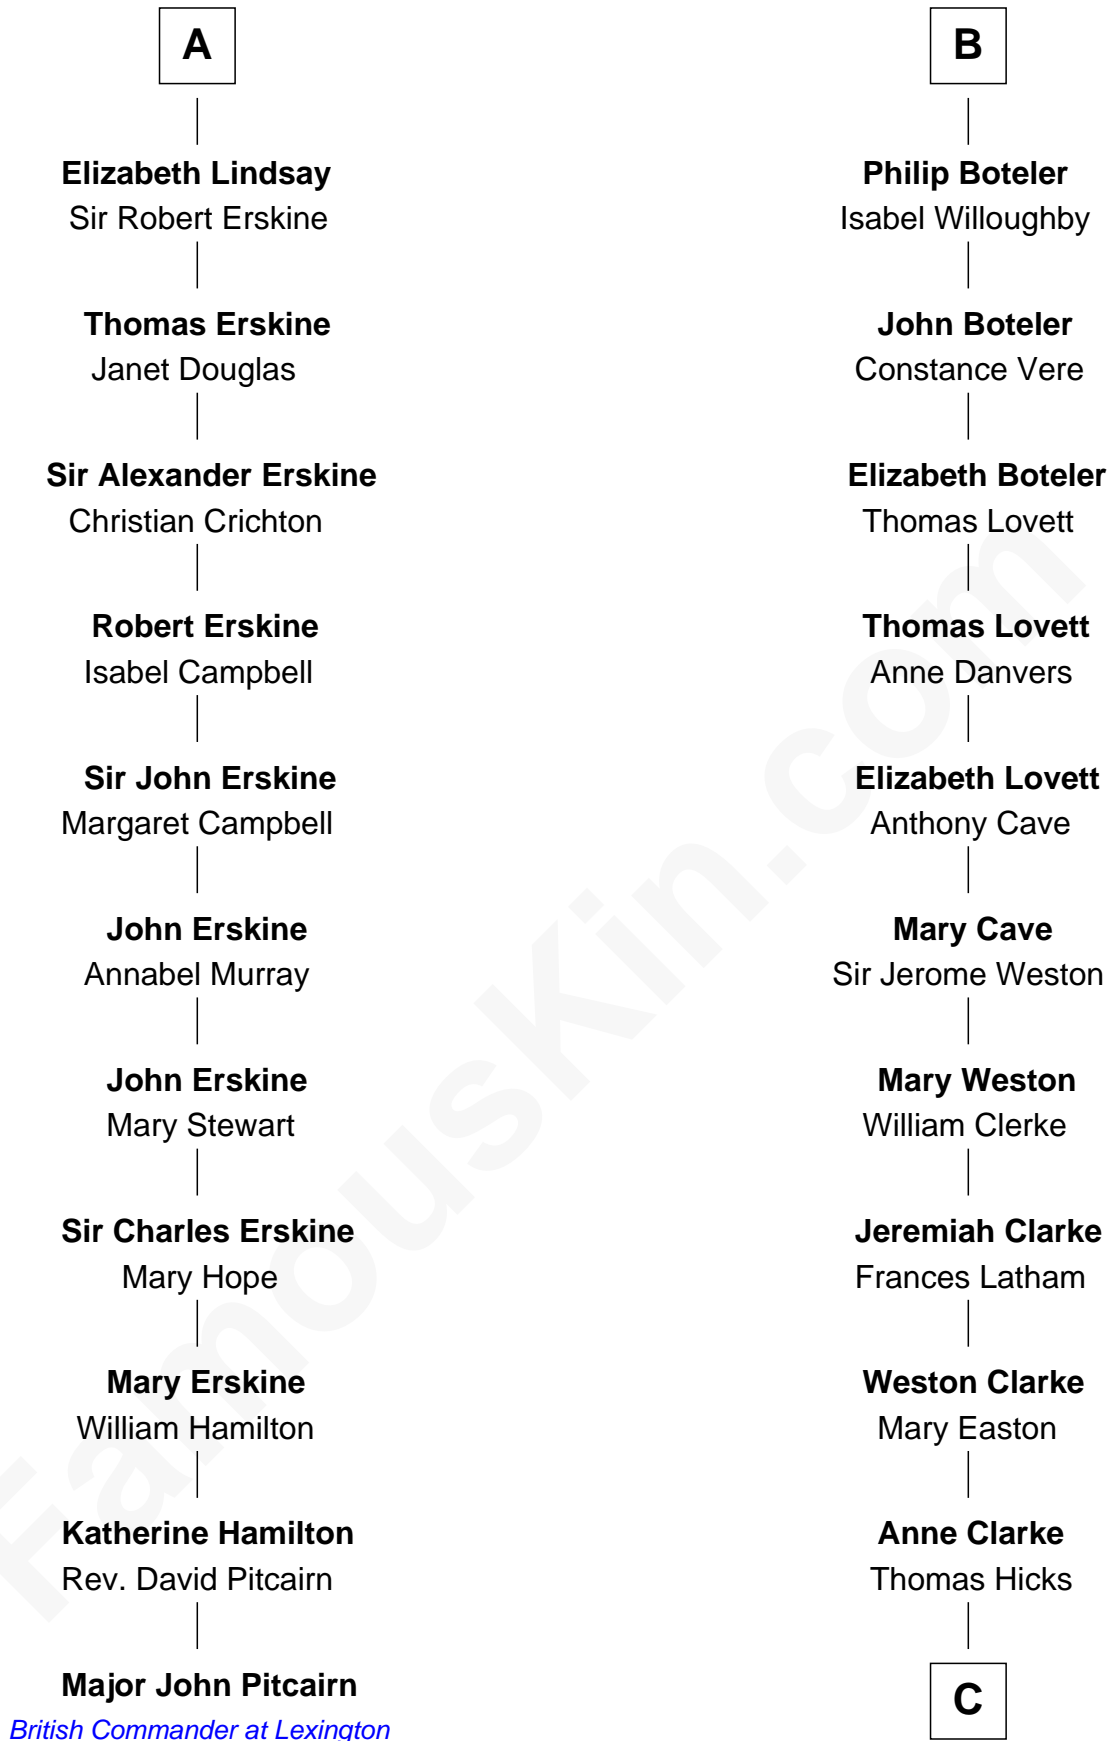 A
Elizabeth Lindsay
Sir Robert Erskine
Thomas Erskine
Janet Douglas
Sir Alexander Erskine
Christian Crichton
Robert Erskine
Isabel Campbell
Sir John Erskine
Margaret Campbell
John Erskine
Annabel Murray
John Erskine
Mary Stewart
Sir Charles Erskine
Mary Hope
Mary Erskine
William Hamilton
Katherine Hamilton
Rev. David Pitcairn
Major John Pitcairn
British Commander at Lexington
B
Philip Boteler
Isabel Willoughby
John Boteler
Constance Vere
Elizabeth Boteler
Thomas Lovett
Thomas Lovett
Anne Danvers
Elizabeth Lovett
Anthony Cave
Mary Cave
Sir Jerome Weston
Mary Weston
William Clerke
Jeremiah Clarke
Frances Latham
Weston Clarke
Mary Easton
Anne Clarke
Thomas Hicks
C
FamousKin.com